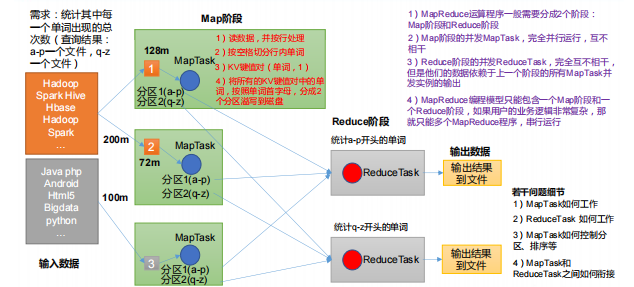 需求：统计其中每
一个单词出现的总
次数（查询结果：
a-p一个文件，q-z
一个文件）
Hadoop
Spark Hive
Hbase
Hadoop
Spark
...
Java php
Android
Html5
Bigdata
python
...
输入数据
200m
100m
Map阶段
128m
1
MapTask
分区1(a-p)
分区2(q-z)
1）读数据，并按行处理
2）按空格切分行内单词
3）KV键值对（单词，1）
4）将所有的KV键值对中的单
词，按照单词首字母，分成2
个分区溢写到磁盘
2
72m
MapTask
分区1(a-p)
分区2(q-z)
3
MapTask
分区1(a-p)
分区2(q-z)
Reduce阶段
统计a-p开头的单词
ReduceTask
统计q-z开头的单词
ReduceTask
输出数据
输出结果
到文件
输出结果
到文件
1）MapReduce运算程序一般需要分成2个阶段：
Map阶段和Reduce阶段
2）Map阶段的并发MapTask，完全并行运行，互不
相干
3）Reduce阶段的并发ReduceTask，完全互不相干，
但是他们的数据依赖于上一个阶段的所有MapTask并
发实例的输出
4）MapReduce编程模型只能包含一个Map阶段和一
个Reduce阶段，如果用户的业务逻辑非常复杂，那
就只能多个MapReduce程序，串行运行
若干问题细节
1）MapTask如何工作
2）ReduceTask 如何工作
3）MapTask如何控制分
区、排序等
4）MapTask和
ReduceTask之间如何衔接